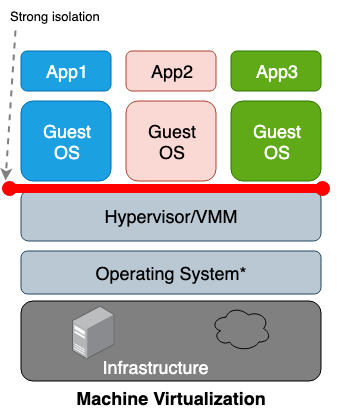 Strong isolation
App1
App2
App3
Guest
OS
Guest
OS
Guest
OS
Hypervisor/VMM
Operating System*
Infrastructure
Machine Virtualization